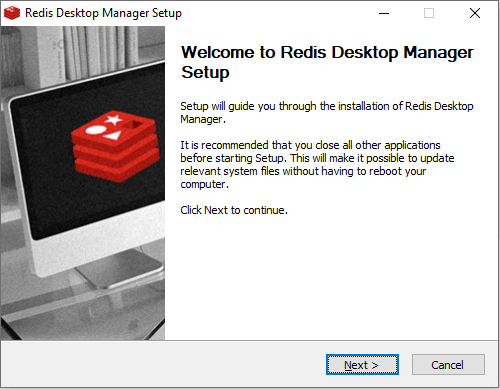 Redis Desktop Manager Setup
Welcome to Redis Desktop Manager
Setup
Setup will guide you through the installation of Redis Desktop
Manager.
It is recommended that you close all other applications
before starting Setup. This will make it possible to update
relevant system files without having to reboot your
computer.
Click Next to continue.
Next >
Cancel